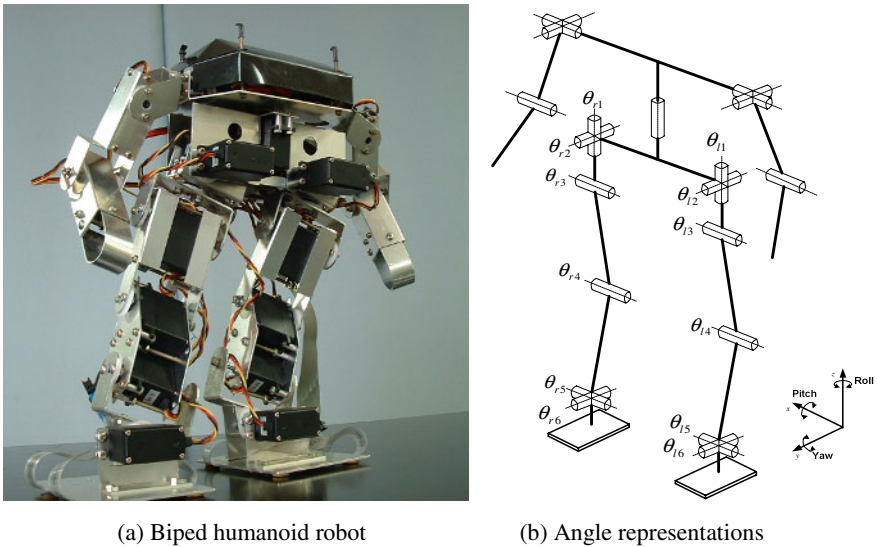 θr1
θr2
θl1
θr3
θl2
θl3
θr4
θl4
θr5
θr6
θl5
θl6
z
Roll
Pitch
x
y
Yaw
(a) Biped humanoid robot
(b) Angle representations